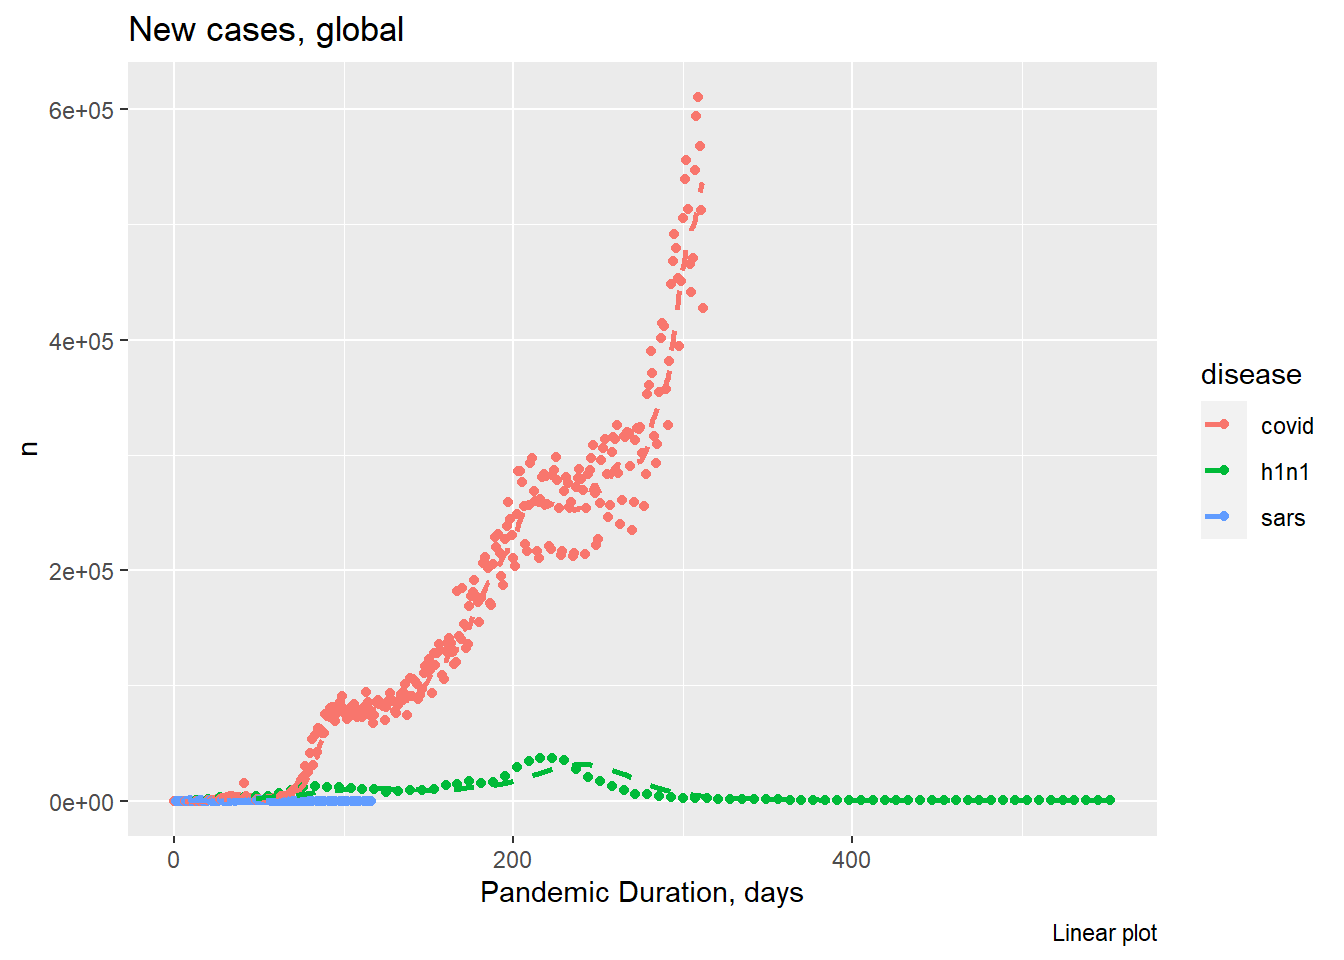 New cases, global
6e+05
4e+05
2e+05
0e+00
n
0
200
400
Pandemic Duration, days
Linear plot
disease
covid
h1n1
sars